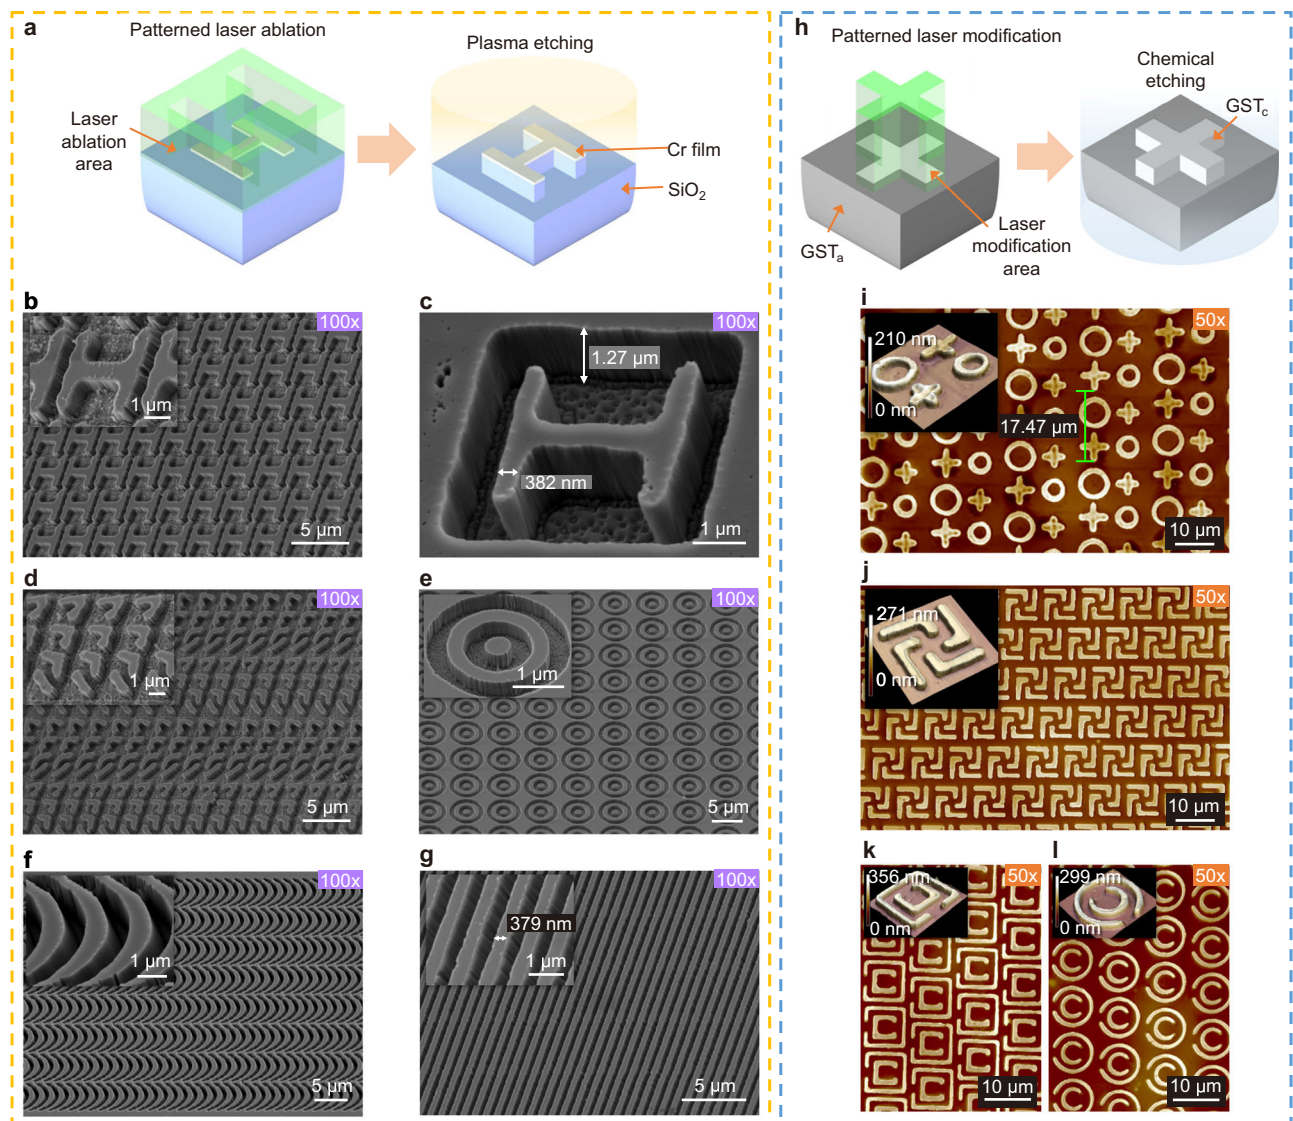 a
Patterned laser ablation
Plasma etching
Laser
ablation
area
Cr film
SiO₂
h
Patterned laser modification
Chemical
etching
GST꜀
GSTₐ
Laser
modification
area
b
100x
1 µm
5 µm
c
100x
1.27 µm
382 nm
1 µm
d
100x
1 µm
5 µm
e
100x
1 µm
5 µm
f
100x
1 µm
5 µm
g
100x
379 nm
1 µm
5 µm
i
50x
210 nm
0 nm
17.47 µm
10 µm
j
50x
271 nm
0 nm
10 µm
k
50x
356 nm
0 nm
10 µm
l
50x
299 nm
0 nm
10 µm